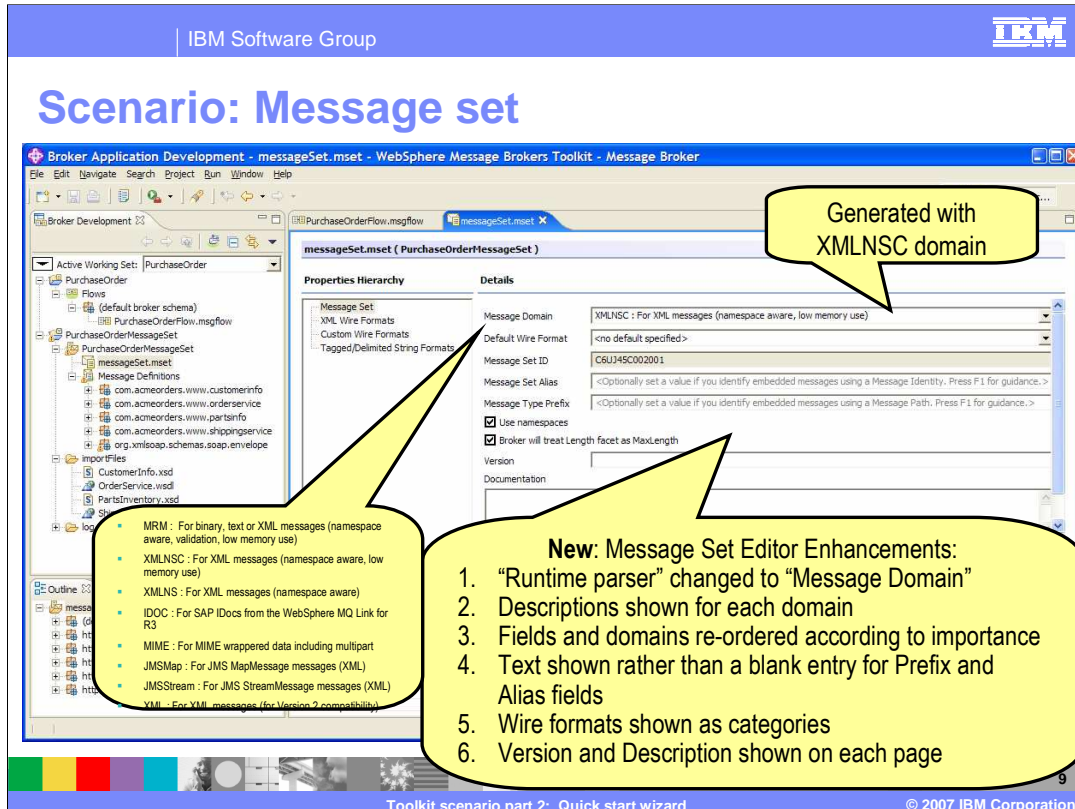 IBM Software Group
IBM
Scenario: Message set
Broker Application Development - messageSet.mset - WebSphere Message Brokers Toolkit - Message Broker
File Edit Navigate Search Project Run Window Help
Broker Development
Active Working Set: PurchaseOrder
PurchaseOrder
Flows
(default broker schema)
PurchaseOrderFlow.msgflow
PurchaseOrderMessageSet
PurchaseOrderMessageSet
messageSet.mset
Message Definitions
com.acmeorders.www.customerinfo
com.acmeorders.www.orderservice
com.acmeorders.www.partsinfo
com.acmeorders.www.shippingservice
org.xmlsoap.schemas.soap.envelope
importFiles
CustomerInfo.xsd
OrderService.wsdl
PartsInventory.xsd
log
Outline
PurchaseOrderFlow.msgflow
messageSet.mset
messageSet.mset ( PurchaseOrderMessageSet )
Properties Hierarchy
Message Set
XML Wire Formats
Custom Wire Formats
Tagged/Delimited String Formats
Details
Message Domain
XMLNSC : For XML messages (namespace aware, low memory use)
Default Wire Format
<no default specified>
Message Set ID
C6UJ45C002001
Message Set Alias
<Optionally set a value if you identify embedded messages using a Message Identity. Press F1 for guidance.>
Message Type Prefix
<Optionally set a value if you identify embedded messages using a Message Path. Press F1 for guidance.>
Use namespaces
Broker will treat Length facet as MaxLength
Version
Documentation
Generated with
XMLNSC domain
MRM : For binary, text or XML messages (namespace
aware, validation, low memory use)
XMLNSC : For XML messages (namespace aware, low
memory use)
XMLNS : For XML messages (namespace aware)
IDOC : For SAP IDocs from the WebSphere MQ Link for
R3
MIME : For MIME wrappered data including multipart
JMSMap : For JMS MapMessage messages (XML)
JMSStream : For JMS StreamMessage messages (XML)
XML : For XML messages (for Version 2 compatibility)
New: Message Set Editor Enhancements:
1. “Runtime parser” changed to “Message Domain”
2. Descriptions shown for each domain
3. Fields and domains re-ordered according to importance
4. Text shown rather than a blank entry for Prefix and
Alias fields
5. Wire formats shown as categories
6. Version and Description shown on each page
9
Toolkit scenario part 2: Quick start wizard
© 2007 IBM Corporation